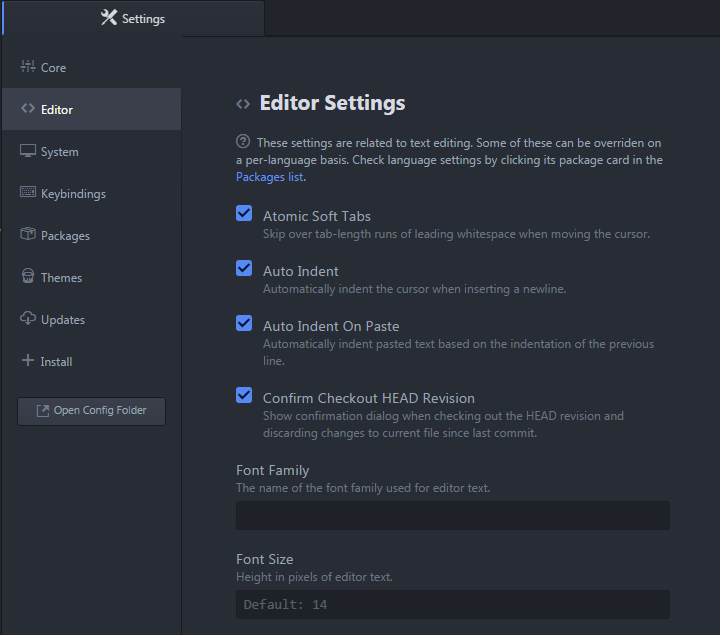 Settings
Core
Editor
System
Keybindings
Packages
Themes
Updates
Install
Open Config Folder
Editor Settings
These settings are related to text editing. Some of these can be overriden on
a per-language basis. Check language settings by clicking its package card in the
Packages list.
Atomic Soft Tabs
Skip over tab-length runs of leading whitespace when moving the cursor.
Auto Indent
Automatically indent the cursor when inserting a newline.
Auto Indent On Paste
Automatically indent pasted text based on the indentation of the previous
line.
Confirm Checkout HEAD Revision
Show confirmation dialog when checking out the HEAD revision and
discarding changes to current file since last commit.
Font Family
The name of the font family used for editor text.
Font Size
Height in pixels of editor text.
Default: 14